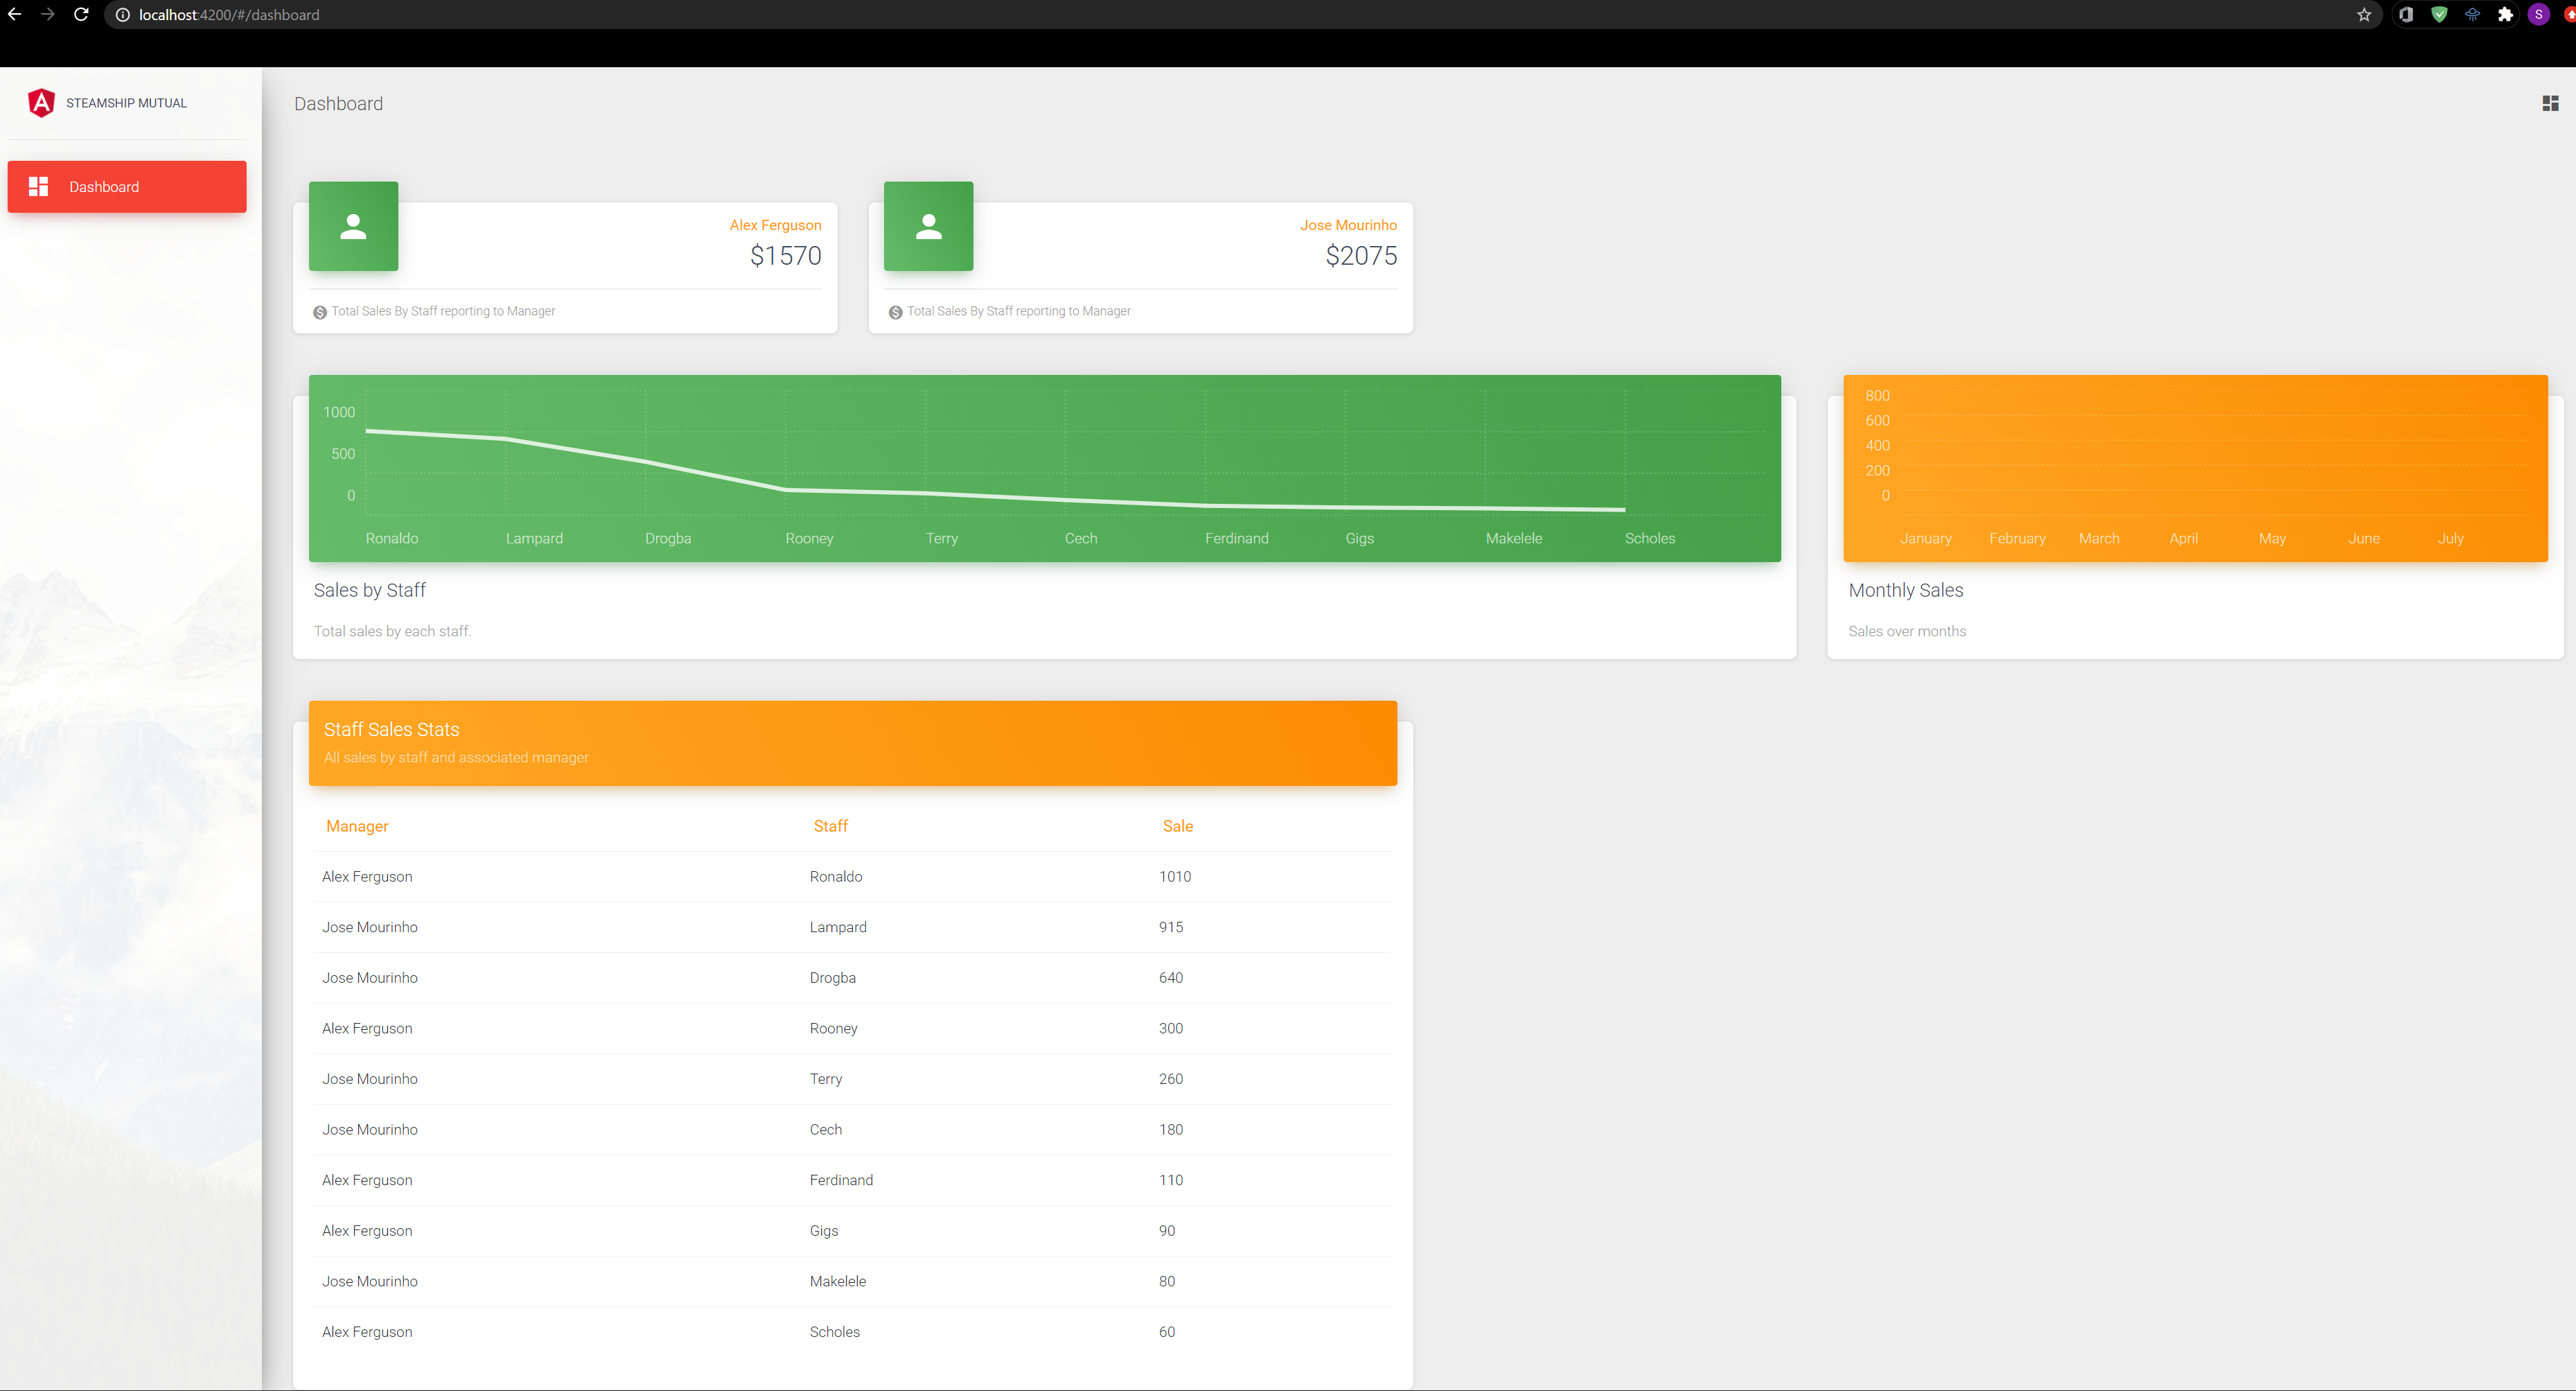 localhost:4200/#/dashboard
S
A STEAMSHIP MUTUAL
Dashboard
Dashboard
Alex Ferguson
$1570
$ Total Sales By Staff reporting to Manager
Jose Mourinho
$2075
$ Total Sales By Staff reporting to Manager
1000
500
0
Ronaldo Lampard Drogba Rooney Terry Cech Ferdinand Gigs Makelele Scholes
Sales by Staff
Total sales by each staff.
800
600
400
200
0
January February March April May June July
Monthly Sales
Sales over months
Staff Sales Stats
All sales by staff and associated manager
Manager Staff Sale
Alex Ferguson Ronaldo 1010
Jose Mourinho Lampard 915
Jose Mourinho Drogba 640
Alex Ferguson Rooney 300
Jose Mourinho Terry 260
Jose Mourinho Cech 180
Alex Ferguson Ferdinand 110
Alex Ferguson Gigs 90
Jose Mourinho Makelele 80
Alex Ferguson Scholes 60